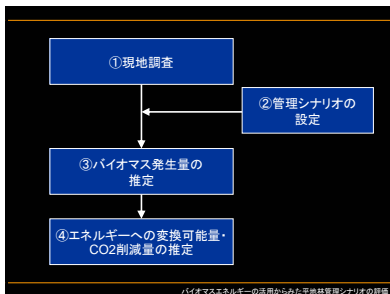 ①現地調査
②管理シナリオの
設定
③バイオマス発生量の
推定
④エネルギーへの変換可能量・
CO2削減量の推定
バイオマスエネルギーの活用からみた平地林管理シナリオの評価